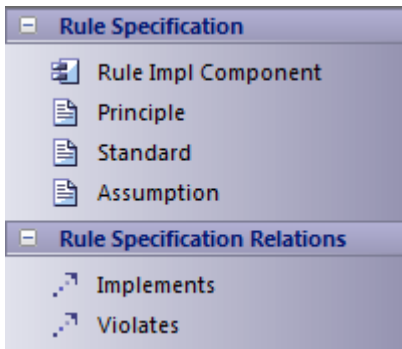 Rule Specification
Rule Impl Component
Principle
Standard
Assumption
Rule Specification Relations
Implements
Violates